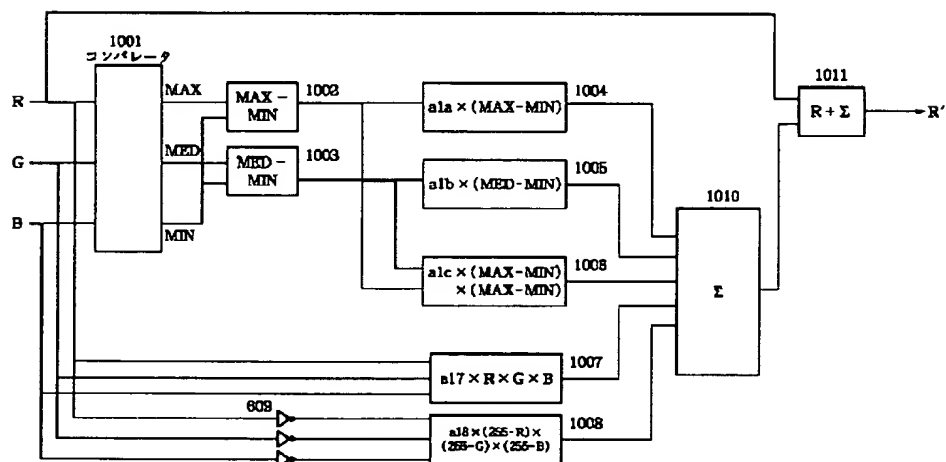 1001
コンパレータ
R
G
B
MAX
MED
MIN
MAX-
MIN
1002
MED-
MIN
1003
a1a×(MAX-MIN)
1004
a1b×(MED-MIN)
1005
a1c×(MAX-MIN)
×(MAX-MIN)
1006
a17×R×G×B
1007
609
a18×(255-R)×
(255-G)×(255-B)
1008
1010
Σ
1011
R+Σ
R'